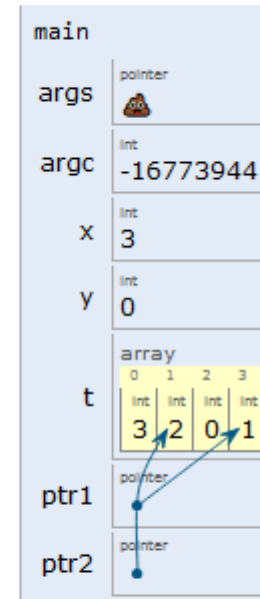 main
args pointer
argc int -16773944
x int 3
y int 0
t array
0 1 2 3
int int int int
3 2 0 1
ptr1 pointer
ptr2 pointer